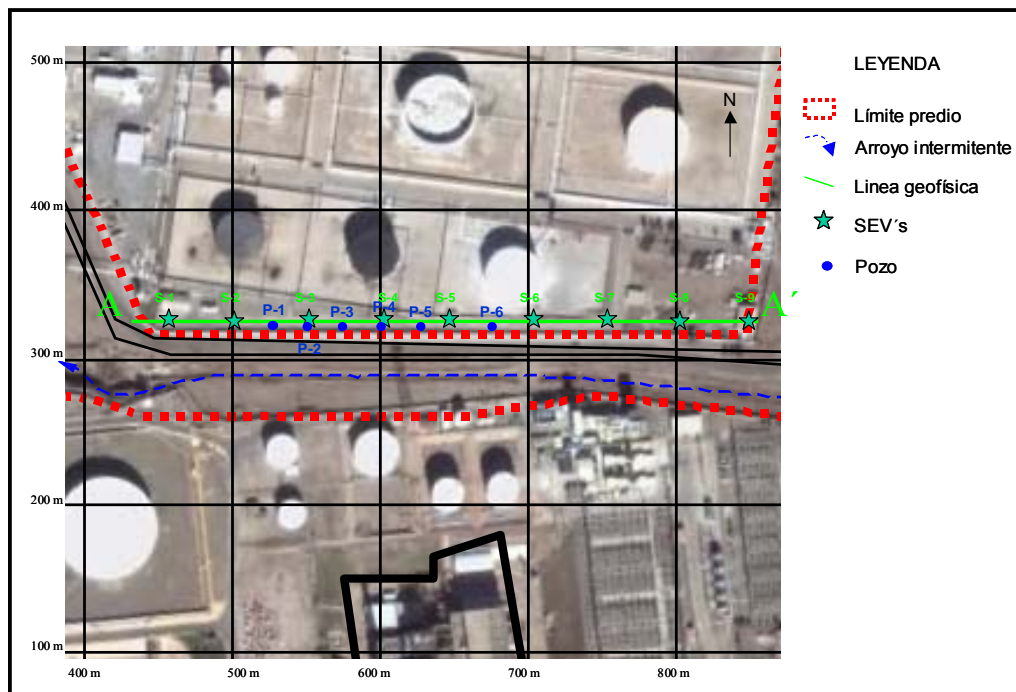 500 m
LEYENDA
N
Límite predio
Arroyo intermitente
Linea geofísica
SEV´s
Pozo
400 m
A
S-1
S-2
S-3
S-4
S-5
S-6
S-7
S-8
S-9
A´
P-1
P-3
P-4
P-5
P-6
P-2
300 m
200 m
100 m
400 m
500 m
600 m
700 m
800 m